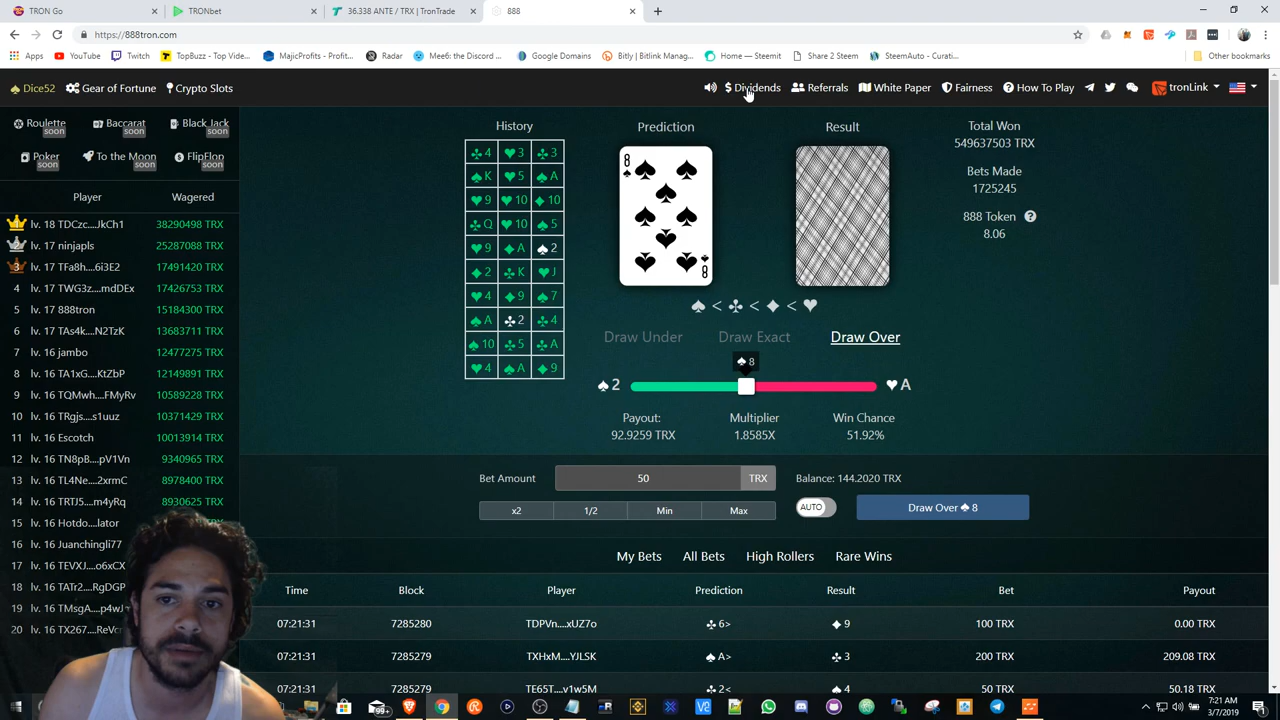 TRON Go
TRONbet
36.338 ANTE / TRX | TronTrade
888
https://888tron.com
Apps YouTube Twitch TopBuzz - Top Vide... MajicProfits - Profit... Radar Mee6: the Discord ... Google Domains Bitly | Bitlink Manag... Home — Steemit Share 2 Steem SteemAuto - Curati... Other bookmarks
Dice52 Gear of Fortune Crypto Slots
$ Dividends Referrals White Paper Fairness How To Play tronLink
Roulette soon Baccarat soon Black Jack soon
Poker soon To the Moon soon FlipFlop soon
Player Wagered
1 lv. 18 TDCzc....JkCh1 38290498 TRX
2 lv. 17 ninjapls 25287088 TRX
3 lv. 17 TFa8h....6i3E2 17491420 TRX
4 lv. 17 TWG3z....mdDEx 17426753 TRX
5 lv. 17 888tron 15184300 TRX
6 lv. 17 TAs4k....N2TzK 13683711 TRX
7 lv. 16 jambo 12477275 TRX
8 lv. 16 TA1xG....KtZbP 12149891 TRX
9 lv. 16 TQMwh....FMyRv 10589228 TRX
10 lv. 16 TRgjs....s1uuz 10371429 TRX
11 lv. 16 Escotch 10013914 TRX
12 lv. 16 TN8pB....pV1Vn 9340965 TRX
13 lv. 16 TL4Ne....2xrmC 8978400 TRX
14 lv. 16 TRTJ5....m4yRq 8930625 TRX
15 lv. 16 Hotdo....lator
16 lv. 16 Juanchingli77
17 lv. 16 TEVXJ....o6xCX
18 lv. 16 TATr2....RgDGP
19 lv. 16 TMsgA....p4wJ
20 lv. 16 TX267....ReVc
History
♣4 ♥3 ♣3
♠K ♥5 ♠A
♥9 ♥10 ♦10
♣Q ♥10 ♠5
♥9 ♦A ♠2
♦2 ♣K ♥J
♥4 ♦9 ♠7
♠A ♣2 ♣4
♠10 ♣5 ♣A
♥4 ♠A ♦9
Prediction
8
8
Result
Total Won
549637503 TRX
Bets Made
1725245
888 Token ?
8.06
♠ < ♣ < ♦ < ♥
Draw Under Draw Exact Draw Over
♠8
♠2 ♥A
Payout: Multiplier Win Chance
92.9259 TRX 1.8585X 51.92%
Bet Amount 50 TRX Balance: 144.2020 TRX
x2 1/2 Min Max AUTO Draw Over ♠ 8
My Bets All Bets High Rollers Rare Wins
Time Block Player Prediction Result Bet Payout
07:21:31 7285280 TDPVn....xUZ7o ♣ 6> ♦ 9 100 TRX 0.00 TRX
07:21:31 7285279 TXHxM....YJLSK ♠ A> ♣ 3 200 TRX 209.08 TRX
07:21:31 7285279 TE65T....v1w5M ♣ 2< ♠ 4 50 TRX 50.18 TRX
99+
7:21 AM
3/7/2019